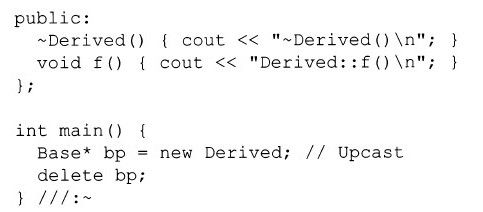 public:
  ~Derived() { cout << "~Derived()\n"; }
  void f() { cout << "Derived::f()\n"; }
};

int main() {
  Base* bp = new Derived; // Upcast
  delete bp;
} ///:~